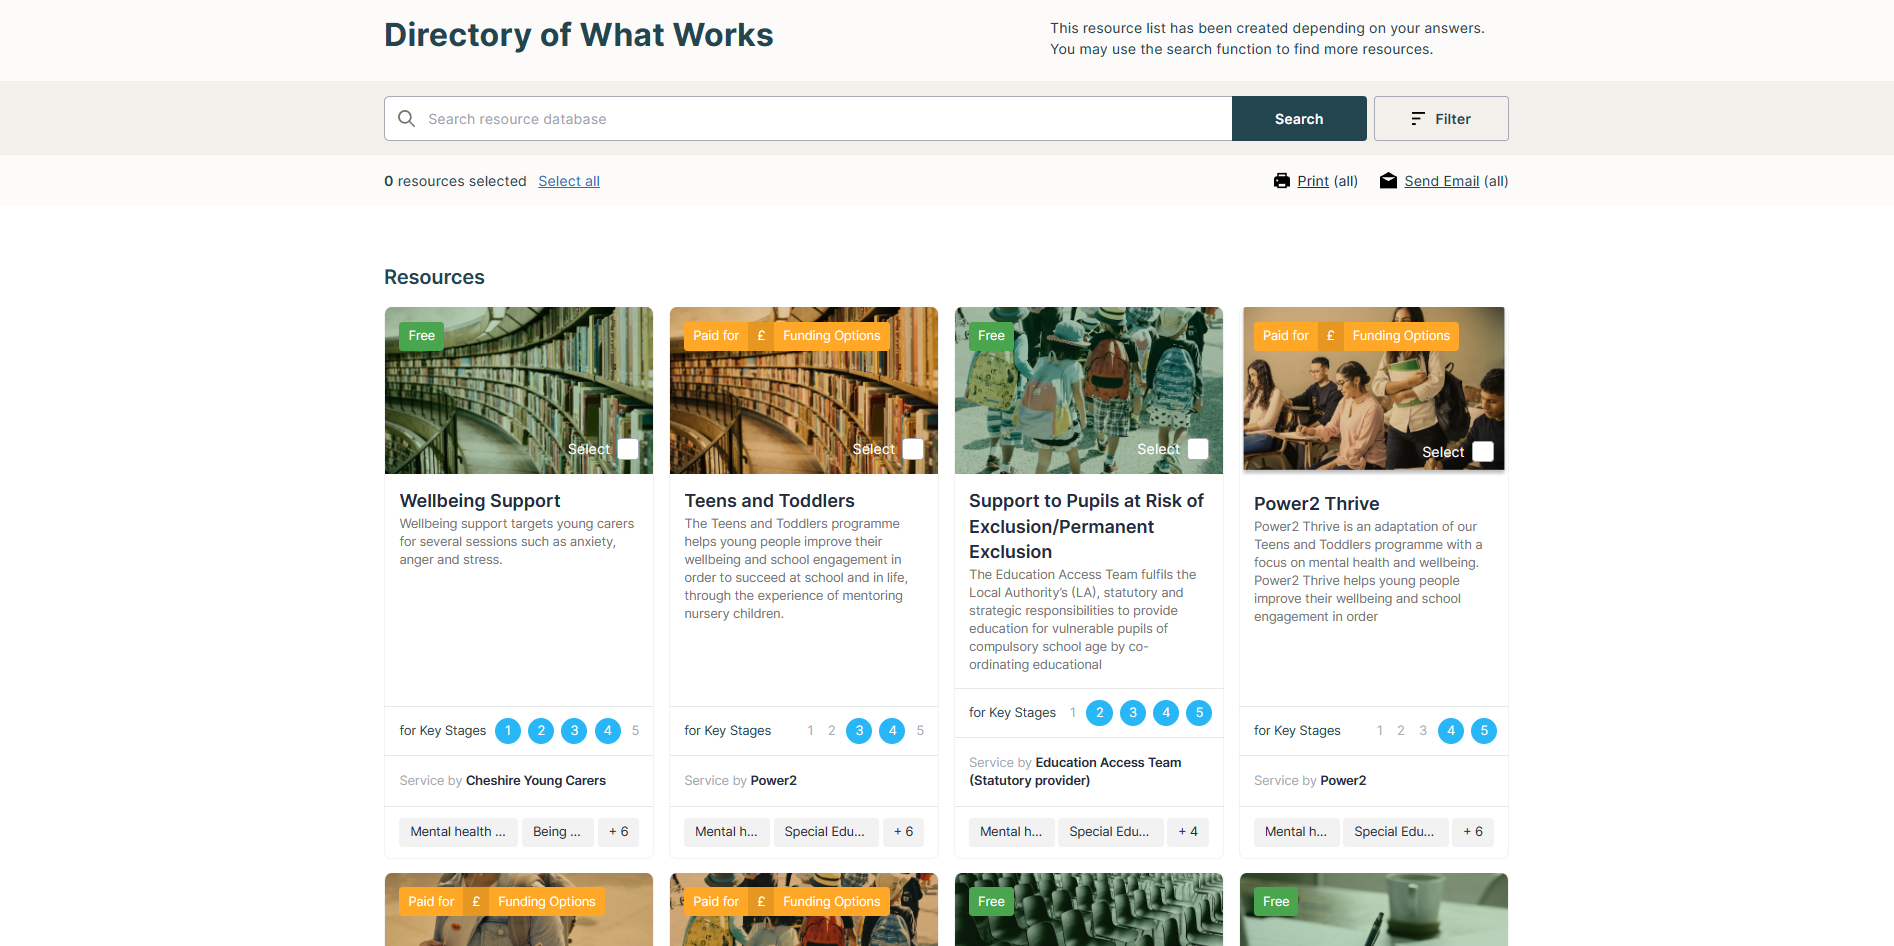 Directory of What Works
This resource list has been created depending on your answers.
You may use the search function to find more resources.
Search resource database
Search
Filter
0 resources selected Select all
Print (all)
Send Email (all)
Resources
Free
Select
Wellbeing Support
Wellbeing support targets young carers
for several sessions such as anxiety,
anger and stress.
for Key Stages 1 2 3 4 5
Service by Cheshire Young Carers
Mental health ... Being ... + 6
Paid for £ Funding Options
Select
Teens and Toddlers
The Teens and Toddlers programme
helps young people improve their
wellbeing and school engagement in
order to succeed at school and in life,
through the experience of mentoring
nursery children.
for Key Stages 1 2 3 4 5
Service by Power2
Mental h... Special Edu... + 6
Free
Select
Support to Pupils at Risk of
Exclusion/Permanent
Exclusion
The Education Access Team fulfils the
Local Authority's (LA), statutory and
strategic responsibilities to provide
education for vulnerable pupils of
compulsory school age by co-
ordinating educational
for Key Stages 1 2 3 4 5
Service by Education Access Team
(Statutory provider)
Mental h... Special Edu... + 4
Paid for £ Funding Options
Select
Power2 Thrive
Power2 Thrive is an adaptation of our
Teens and Toddlers programme with a
focus on mental health and wellbeing.
Power2 Thrive helps young people
improve their wellbeing and school
engagement in order
for Key Stages 1 2 3 4 5
Service by Power2
Mental h... Special Edu... + 6
Paid for £ Funding Options
Paid for £ Funding Options
Free
Free